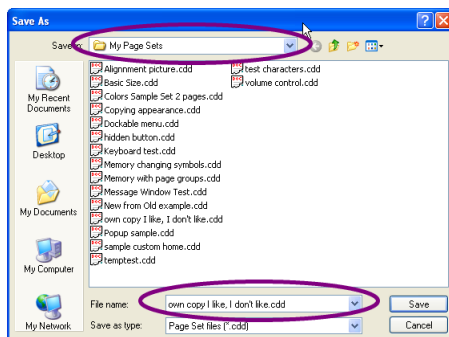 Save As
Save in:
My Page Sets
Alignnment picture.cdd
Basic Size.cdd
Colors Sample Set 2 pages.cdd
Copying appearance.cdd
Dockable menu.cdd
hidden button.cdd
Keyboard test.cdd
Memory changing symbols.cdd
Memory with page groups.cdd
Message Window Test.cdd
New from Old example.cdd
own copy I like, I don't like.cdd
Popup sample.cdd
sample custom home.cdd
temptest.cdd
test characters.cdd
volume control.cdd
My Recent
Documents
Desktop
My Documents
My Computer
My Network
File name:
own copy I like, I don't like.cdd
Save
Save as type:
Page Set files (*.cdd)
Cancel